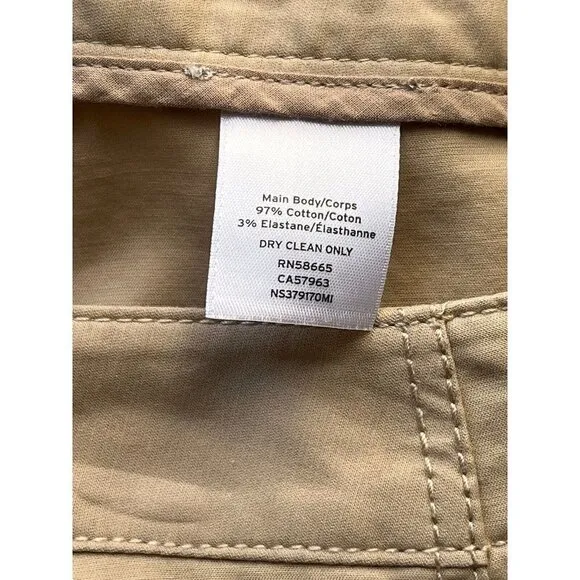 Main Body/Corps
97% Cotton/Coton
3% Elastane/Élasthanne
DRY CLEAN ONLY
RN58665
CA57963
NS379170MI